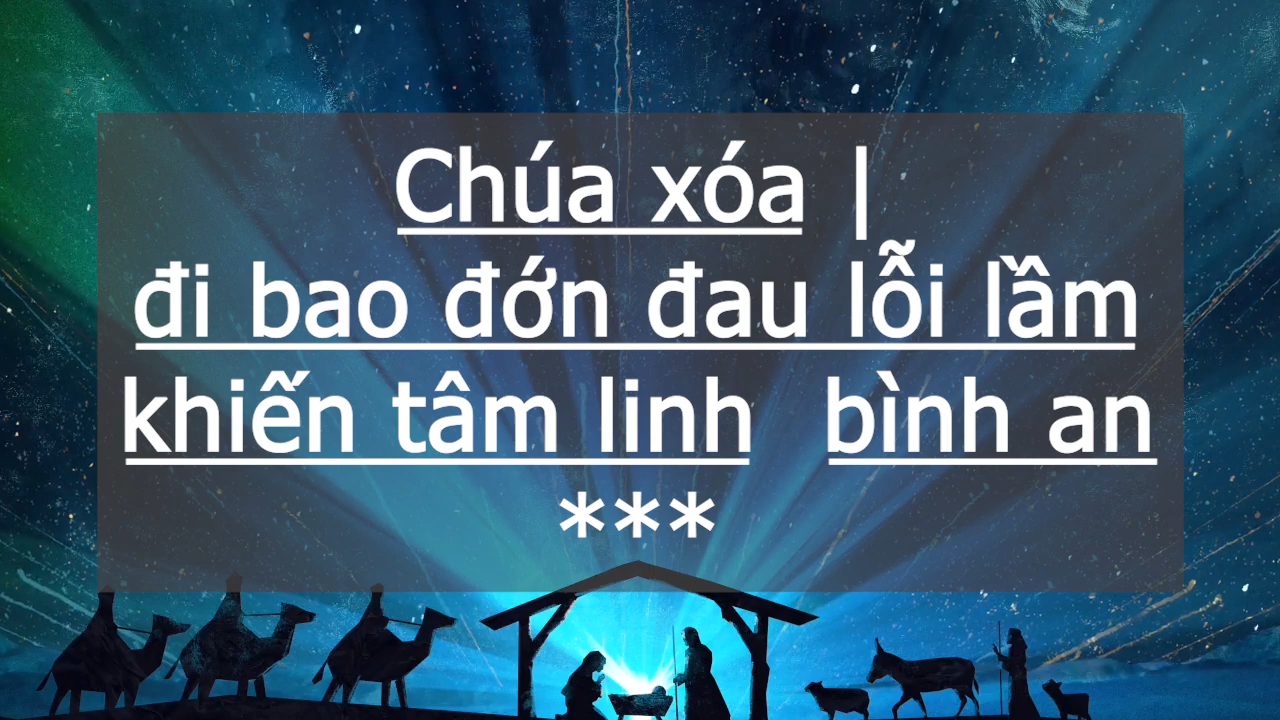 Chúa xóa |
đi bao đớn đau lỗi lầm
khiến tâm linh  bình an
***